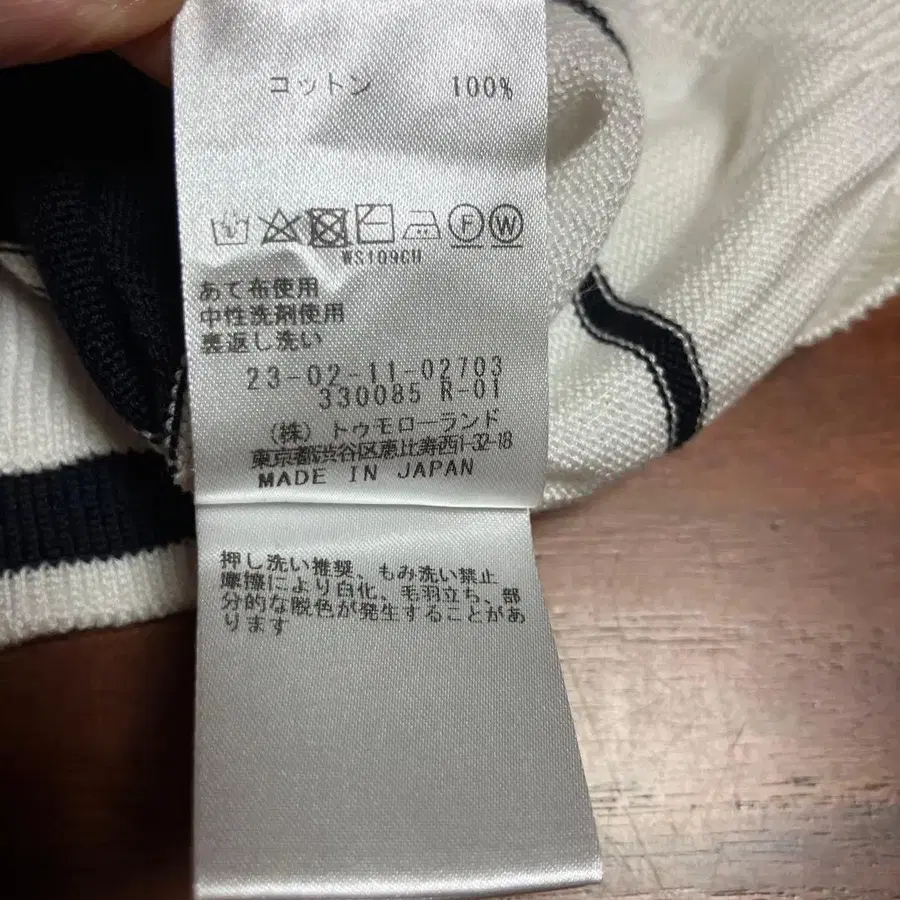 コットン 100%
F W
WS109CH
あて布使用
中性洗剤使用
裏返し洗い
23-02-11-02703
330085 R-01
(株) トゥモローランド
東京都渋谷区恵比寿西1-32-18
MADE IN JAPAN
押し洗い推奨、もみ洗い禁止
摩擦により白化、毛羽立ち、部
分的な脱色が発生することがあ
ります